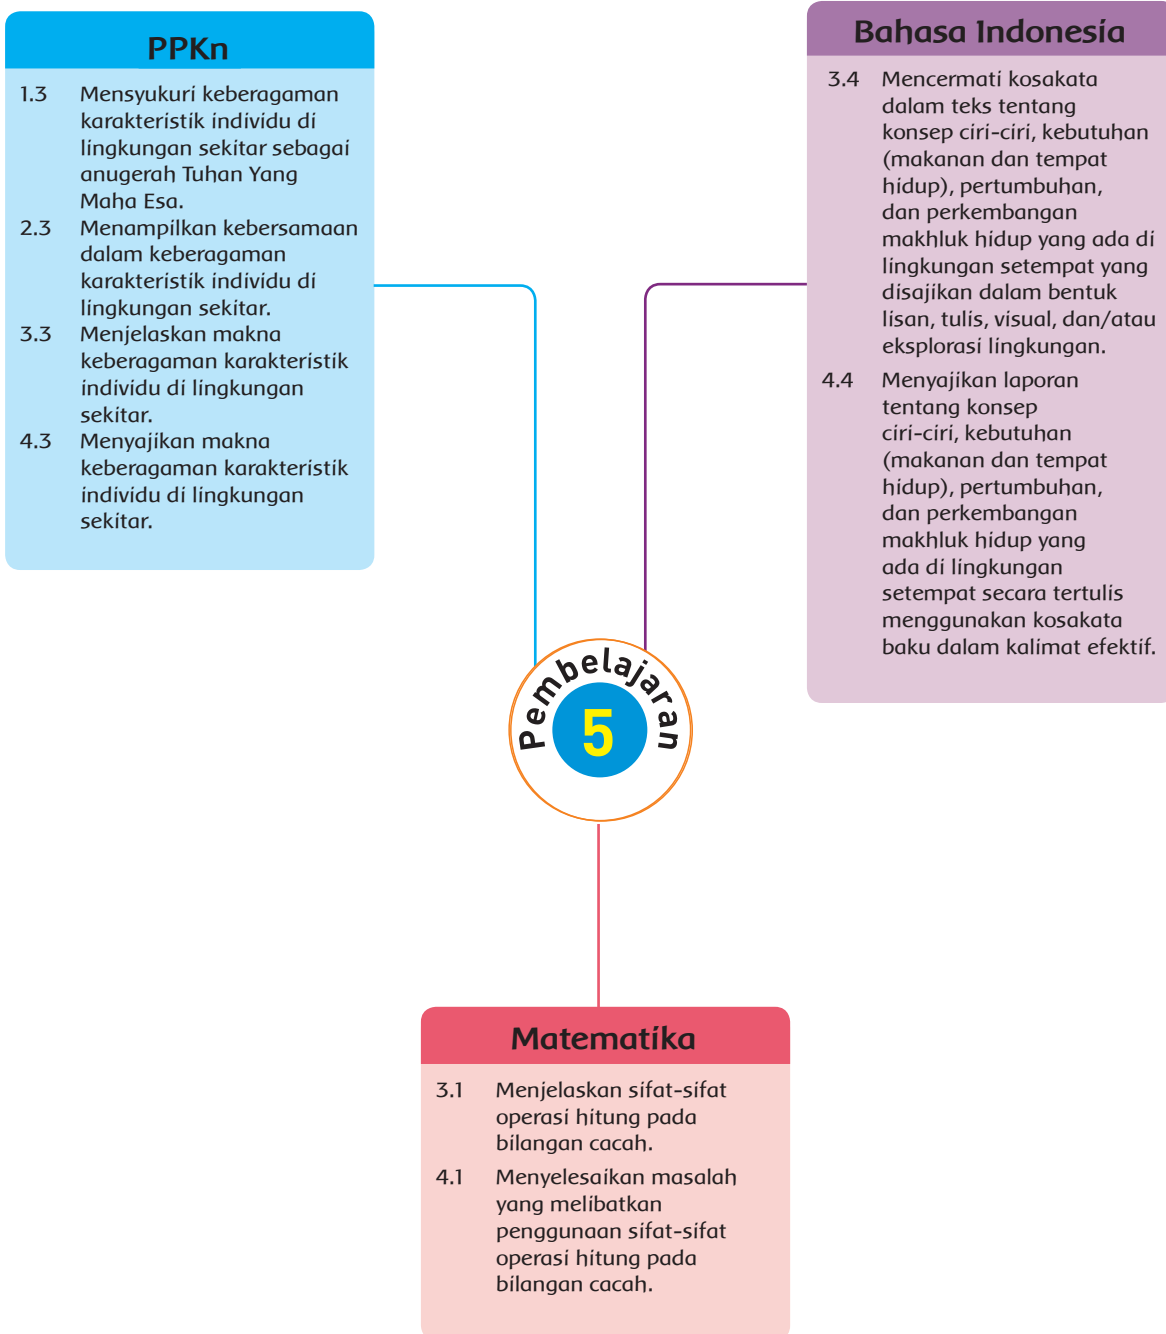 PPKn
1.3 Mensyukuri keberagaman
karakteristik individu di
lingkungan sekitar sebagai
anugerah Tuhan Yang
Maha Esa.
2.3 Menampilkan kebersamaan
dalam keberagaman
karakteristik individu di
lingkungan sekitar.
3.3 Menjelaskan makna
keberagaman karakteristik
individu di lingkungan
sekitar.
4.3 Menyajikan makna
keberagaman karakteristik
individu di lingkungan
sekitar.
Bahasa Indonesia
3.4 Mencermati kosakata
dalam teks tentang
konsep ciri-ciri, kebutuhan
(makanan dan tempat
hidup), pertumbuhan,
dan perkembangan
makhluk hidup yang ada di
lingkungan setempat yang
disajikan dalam bentuk
lisan, tulis, visual, dan/atau
eksplorasi lingkungan.
4.4 Menyajikan laporan
tentang konsep
ciri-ciri, kebutuhan
(makanan dan tempat
hidup), pertumbuhan,
dan perkembangan
makhluk hidup yang
ada di lingkungan
setempat secara tertulis
menggunakan kosakata
baku dalam kalimat efektif.
Pembelajaran
5
Matematika
3.1 Menjelaskan sifat-sifat
operasi hitung pada
bilangan cacah.
4.1 Menyelesaikan masalah
yang melibatkan
penggunaan sifat-sifat
operasi hitung pada
bilangan cacah.